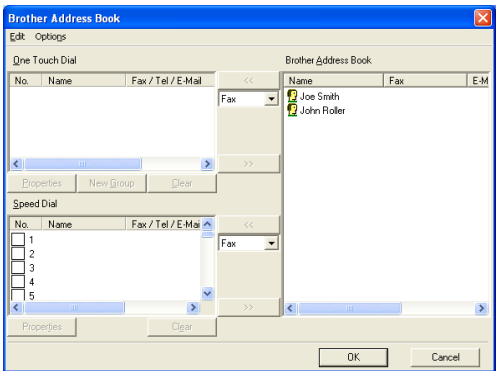 Brother Address Book
Edit Options
One Touch Dial
No. Name Fax / Tel / E-Mail
<<
Fax
>>
Properties New Group Clear
Speed Dial
No. Name Fax / Tel / E-Mai
1
2
3
4
5
<<
Fax
>>
Properties Clear
Brother Address Book
Name Fax E-M
Joe Smith
John Roller
OK Cancel